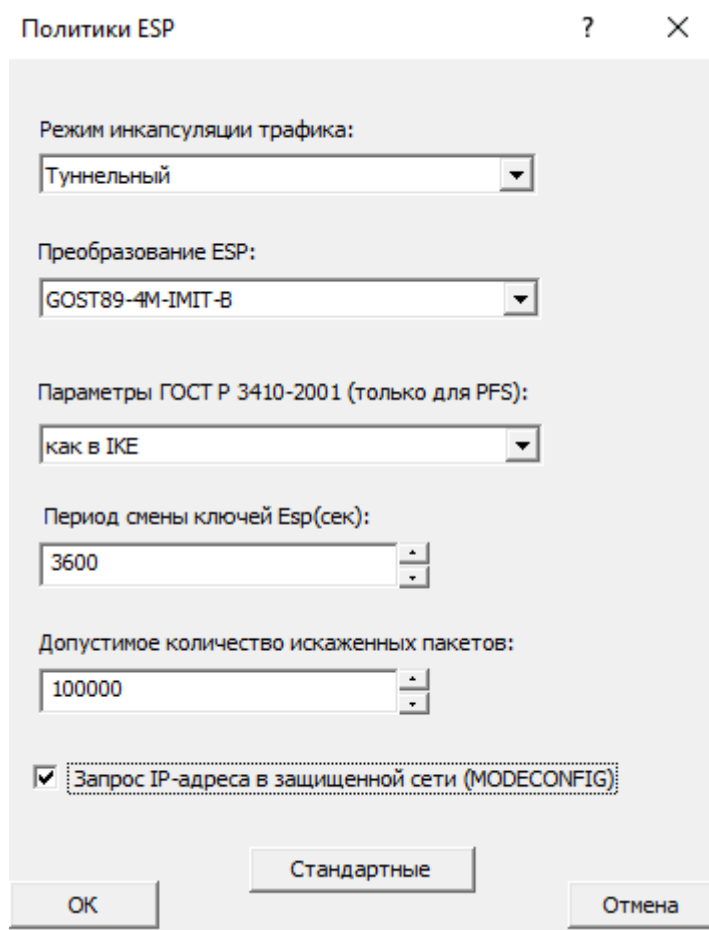 Политики ESP ? ×
Режим инкапсуляции трафика:
Туннельный
Преобразование ESP:
GOST89-4M-IMIT-B
Параметры ГОСТ Р 3410-2001 (только для PFS):
как в IKE
Период смены ключей Esp(сек):
3600
Допустимое количество искаженных пакетов:
100000
Запрос IP-адреса в защищенной сети (MODECONFIG)
Стандартные
ОК Отмена